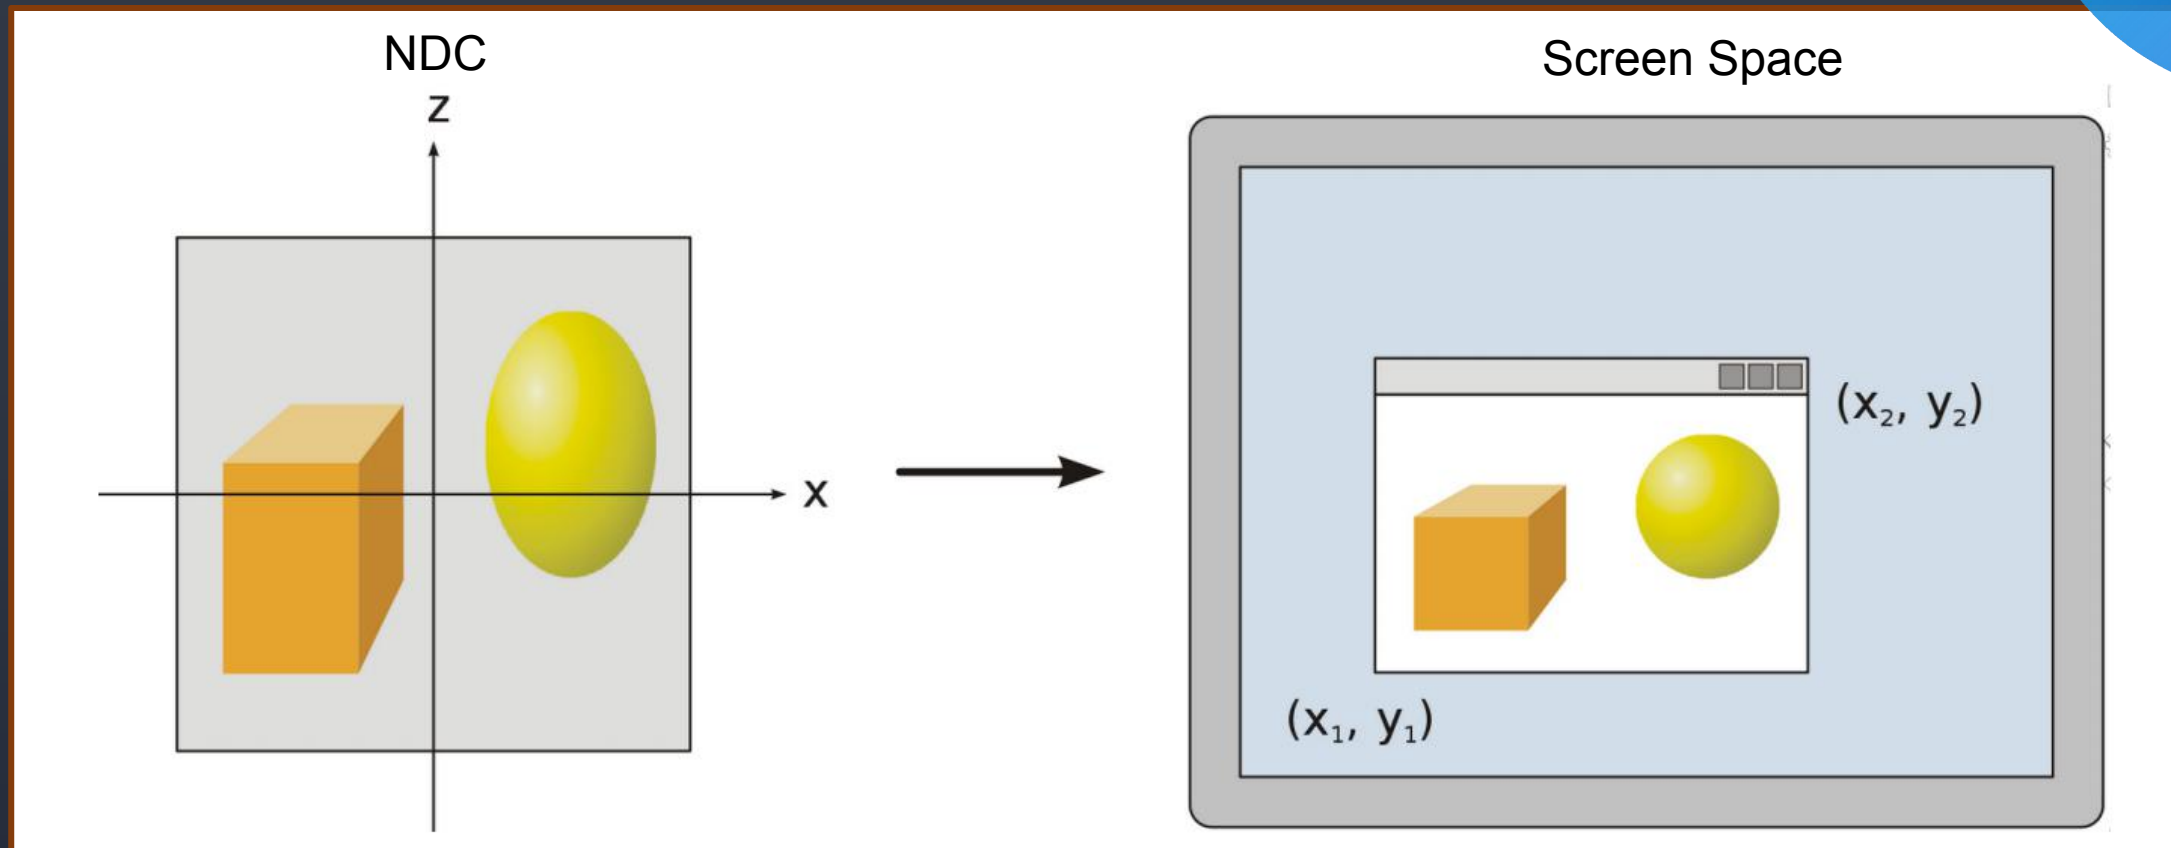 NDC
z
x
Screen Space
(x₂, y₂)
(x₁, y₁)